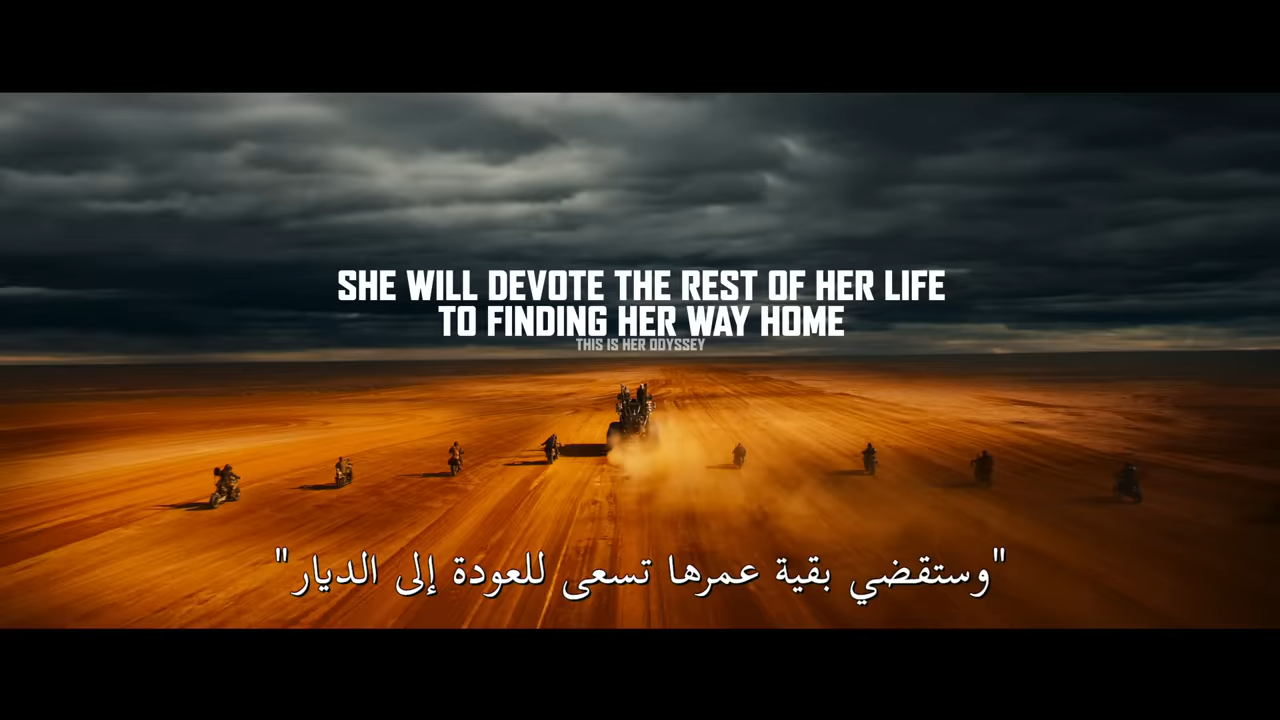 SHE WILL DEVOTE THE REST OF HER LIFE
TO FINDING HER WAY HOME
THIS IS HER ODYSSEY
"وستقضي بقية عمرها تسعى للعودة إلى الديار"